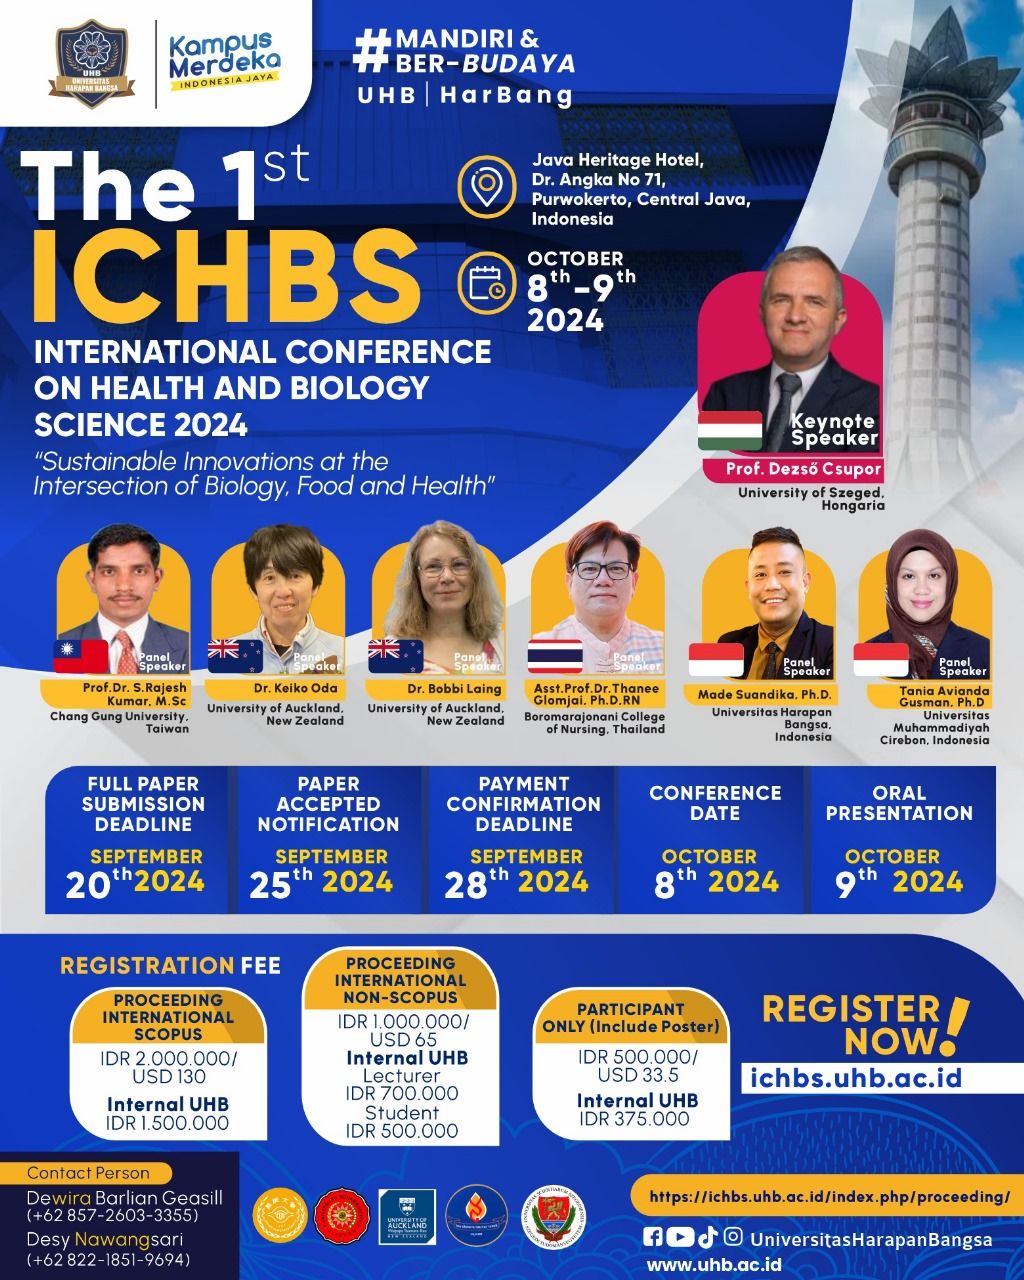 UHB
UNIVERSITAS
HARAPAN BANGSA
Kampus
Merdeka
INDONESIA JAYA
#MANDIRI &
BER-BUDAYA
UHB | HarBang
The 1st
ICHBS
INTERNATIONAL CONFERENCE
ON HEALTH AND BIOLOGY
SCIENCE 2024
“Sustainable Innovations at the
Intersection of Biology, Food and Health”
Java Heritage Hotel,
Dr. Angka No 71,
Purwokerto, Central Java,
Indonesia
OCTOBER
8th-9th
2024
Keynote
Speaker
Prof. Dezső Csupor
University of Szeged,
Hongaria
Panel
Speaker
Prof.Dr. S.Rajesh
Kumar, M.Sc
Chang Gung University,
Taiwan
Panel
Speaker
Dr. Keiko Oda
University of Auckland,
New Zealand
Panel
Speaker
Dr. Bobbi Laing
University of Auckland,
New Zealand
Panel
Speaker
Asst.Prof.Dr.Thanee
Glomjai, Ph.D.RN
Boromarajonani College
of Nursing, Thailand
Panel
Speaker
Made Suandika, Ph.D.
Universitas Harapan
Bangsa,
Indonesia
Panel
Speaker
Tania Avianda
Gusman, Ph.D
Universitas
Muhammadiyah
Cirebon, Indonesia
FULL PAPER
SUBMISSION
DEADLINE
SEPTEMBER
20th 2024
PAPER
ACCEPTED
NOTIFICATION
SEPTEMBER
25th 2024
PAYMENT
CONFIRMATION
DEADLINE
SEPTEMBER
28th 2024
CONFERENCE
DATE
OCTOBER
8th 2024
ORAL
PRESENTATION
OCTOBER
9th 2024
REGISTRATION FEE
PROCEEDING
INTERNATIONAL
SCOPUS
IDR 2.000.000/
USD 130
Internal UHB
IDR 1.500.000
PROCEEDING
INTERNATIONAL
NON-SCOPUS
IDR 1.000.000/
USD 65
Internal UHB
Lecturer
IDR 700.000
Student
IDR 500.000
PARTICIPANT
ONLY (Include Poster)
IDR 500.000/
USD 33.5
Internal UHB
IDR 375.000
REGISTER
NOW!
ichbs.uhb.ac.id
Contact Person
Dewira Barlian Geasill
(+62 857-2603-3355)
Desy Nawangsari
(+62 822-1851-9694)
UNIVERSITY OF
AUCKLAND
NEW ZEALAND
https://ichbs.uhb.ac.id/index.php/proceeding/
UniversitasHarapanBangsa
www.uhb.ac.id